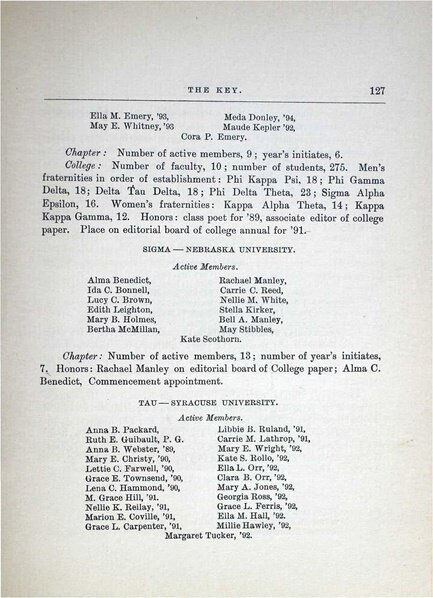 THE KEY. 127
Ella M. Emery, '93, Meda Donley, '94,
May E. Whitney, '93 Maude Kepler '92,
Cora P. Emery.
Chapter: Number of active members, 9; year's initiates, 6.
College: Number of faculty, 10; number of students, 275. Men's
fraternities in order of establishment: Phi Kappa Psi, 18; Phi Gamma
Delta, 18; Delta Tau Delta, 18; Phi Delta Theta, 23; Sigma Alpha
Epsilon, 16. Women's fraternities: Kappa Alpha Theta, 14; Kappa
Kappa Gamma, 12. Honors: class poet for '89, associate editor of college
paper. Place on editorial board of college annual for '91.
SIGMA — NEBRASKA UNIVERSITY.
Active Members.
Alma Benedict, Rachael Manley,
Ida C. Bonnell, Carrie C. Reed,
Lucy C. Brown, Nellie M. White,
Edith Leighton, Stella Kirker,
Mary B. Holmes, Bell A. Manley,
Bertha McMillan, May Stibbles,
Kate Scothorn.
Chapter: Number of active members, 13; number of year's initiates,
7. Honors: Rachael Manley on editorial board of College paper; Alma C.
Benedict, Commencement appointment.
TAU — SYRACUSE UNIVERSITY.
Active Members.
Anna B. Packard, Libbie B. Ruland, '91,
Ruth E. Guibault, P. G. Carrie M. Lathrop, '91,
Anna B. Webster, '89, Mary E. Wright, '92,
Mary E. Christy, '90, Kate S. Rollo, '92,
Lettie C. Farwell, '90, Ella L. Orr, '92,
Grace E. Townsend, '90, Clara B. Orr, '92,
Lena C. Hammond, '90, Mary A. Jones, '92,
M. Grace Hill, '91. Georgia Ross, '92,
Nellie K. Reilay, '91, Grace L. Ferris, '92,
Marion E. Coville, '91, Ella M. Hall. '92,
Grace L. Carpenter, '91, Millie Hawley, '92,
Margaret Tucker, '92.